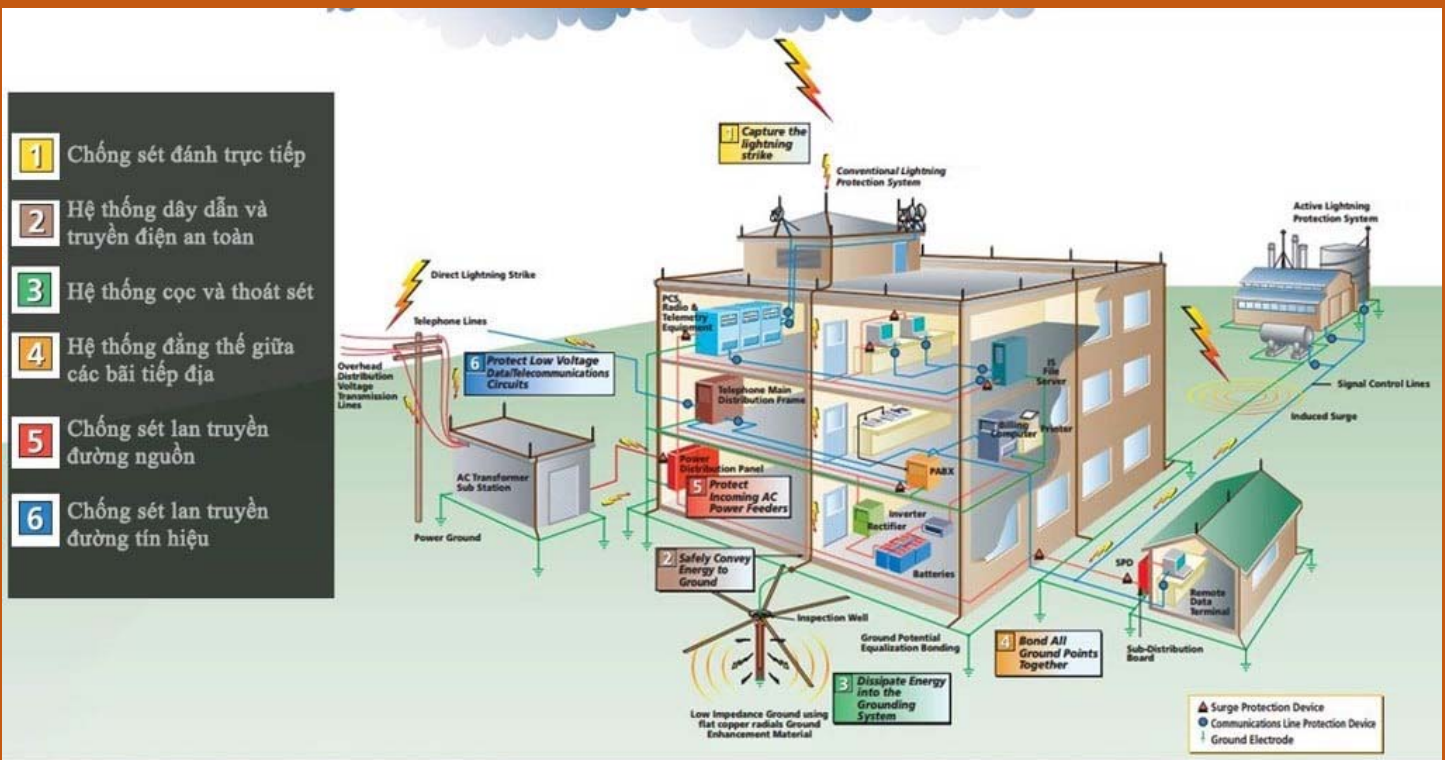 1 Chống sét đánh trực tiếp
2 Hệ thống dây dẫn và
truyền điện an toàn
3 Hệ thống cọc và thoát sét
4 Hệ thống đẳng thế giữa
các bãi tiếp địa
5 Chống sét lan truyền
đường nguồn
6 Chống sét lan truyền
đường tín hiệu
1 Capture the
lightning
strike
Conventional Lightning
Protection System
Active Lightning
Protection System
Direct Lightning Strike
Telephone Lines
Overhead
Distribution
Voltage
Transmission
Lines
6 Protect Low Voltage
Data/Telecommunications
Circuits
PCS,
Radio &
Telemetry
Equipment
IS
File
Server
Signal Control Lines
Induced Surge
Telephone Main
Distribution Frame
Billing
Computer
Printer
PABX
AC Transformer
Sub Station
Power
Distribution Panel
5 Protect
Incoming AC
Power Feeders
Inverter
Rectifier
Batteries
Power Ground
2 Safely Convey
Energy to
Ground
Inspection Well
Ground Potential
Equalization Bonding
4 Bond All
Ground Points
Together
SPD
Remote
Data
Terminal
Sub-Distribution
Board
3 Dissipate Energy
into the
Grounding
System
Low Impedance Ground using
flat copper radials Ground
Enhancement Material
Surge Protection Device
Communications Line Protection Device
Ground Electrode